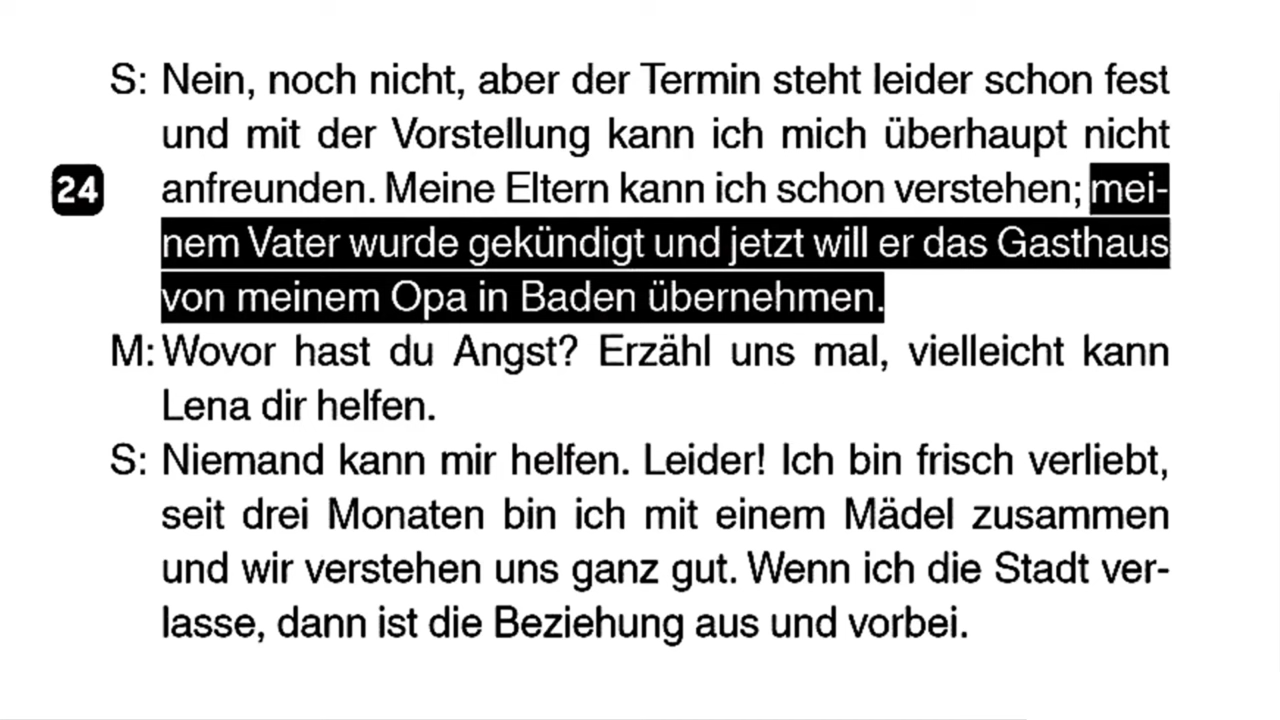 S: Nein, noch nicht, aber der Termin steht leider schon fest
und mit der Vorstellung kann ich mich überhaupt nicht
24 anfreunden. Meine Eltern kann ich schon verstehen; mei-
nem Vater wurde gekündigt und jetzt will er das Gasthaus
von meinem Opa in Baden übernehmen.
M: Wovor hast du Angst? Erzähl uns mal, vielleicht kann
Lena dir helfen.
S: Niemand kann mir helfen. Leider! Ich bin frisch verliebt,
seit drei Monaten bin ich mit einem Mädel zusammen
und wir verstehen uns ganz gut. Wenn ich die Stadt ver-
lasse, dann ist die Beziehung aus und vorbei.